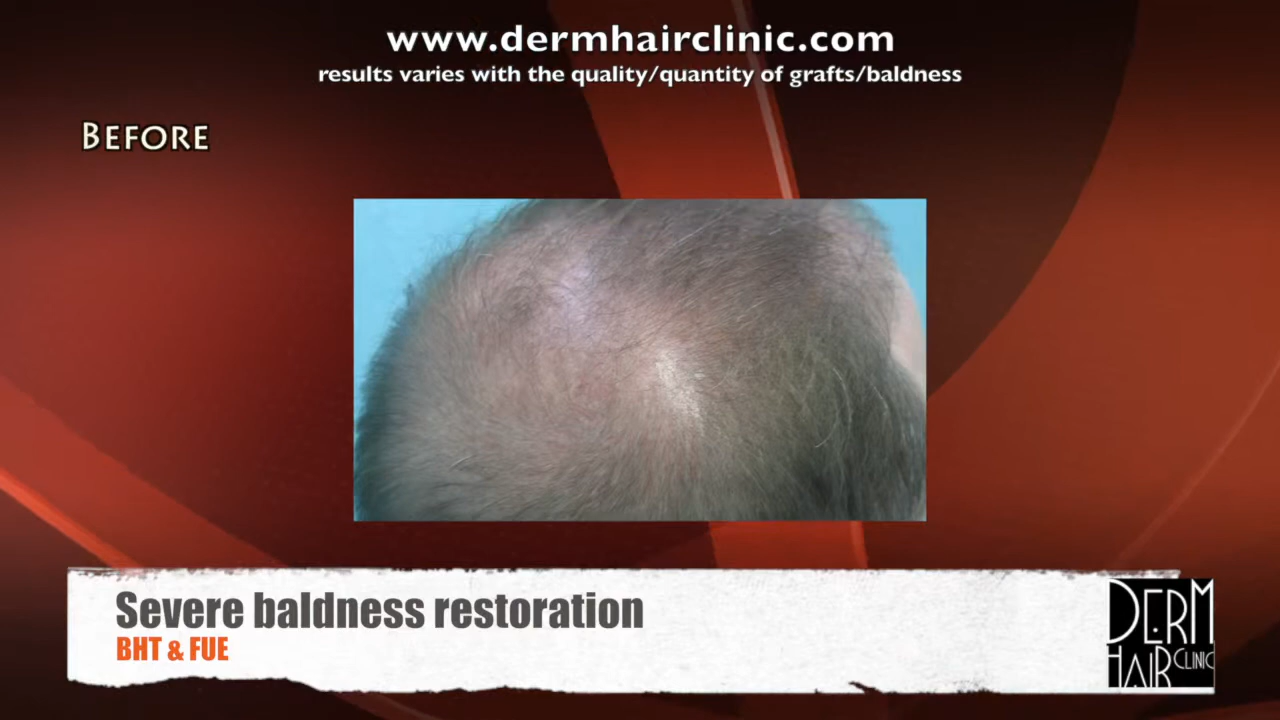 www.dermhairclinic.com
results varies with the quality/quantity of grafts/baldness
BEFORE
Severe baldness restoration
BHT & FUE
DERM
HAIR CLINIC